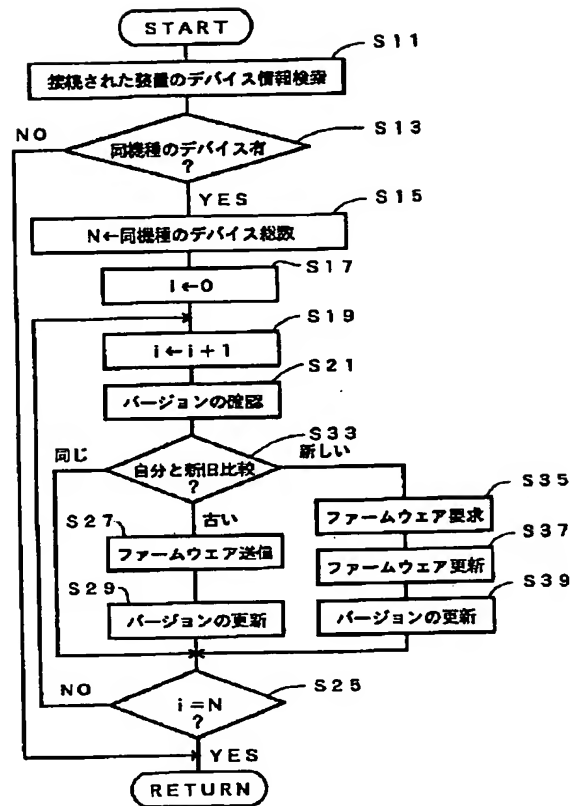 START
S11
接続された装置のデバイス情報検索
S13
NO
同機種のデバイス有
?
YES
S15
N←同機種のデバイス総数
S17
i←0
S19
i←i+1
S21
バージョンの確認
S33
同じ
自分と新旧比較
?
新しい
S35
S27
古い
ファームウェア要求
ファームウェア送信
S37
ファームウェア更新
S29
S39
バージョンの更新
バージョンの更新
NO
S25
i=N
?
YES
RETURN